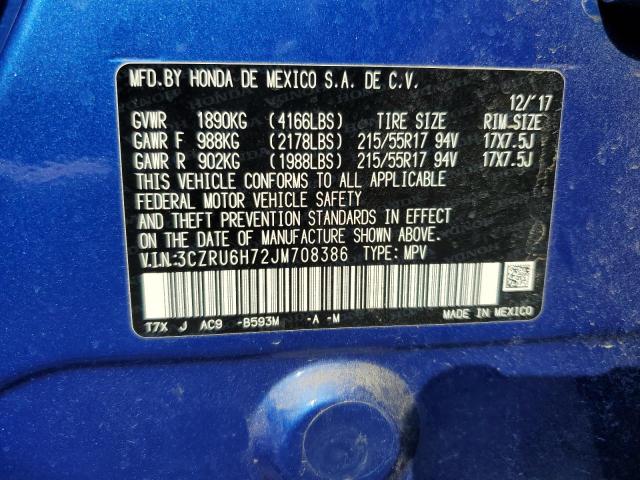 MFD.BY HONDA DE MEXICO S.A. DE C.V.
12/'17
GVWR 1890KG (4166LBS) TIRE SIZE RIM SIZE
GAWR F 988KG (2178LBS) 215/55R17 94V 17X7.5J
GAWR R 902KG (1988LBS) 215/55R17 94V 17X7.5J
THIS VEHICLE CONFORMS TO ALL APPLICABLE
FEDERAL MOTOR VEHICLE SAFETY
AND THEFT PREVENTION STANDARDS IN EFFECT
ON THE DATE OF MANUFACTURE SHOWN ABOVE.
V.I.N:3CZRU6H72JM708386 TYPE: MPV
T7X J AC9 -B593M -A -M MADE IN MEXICO